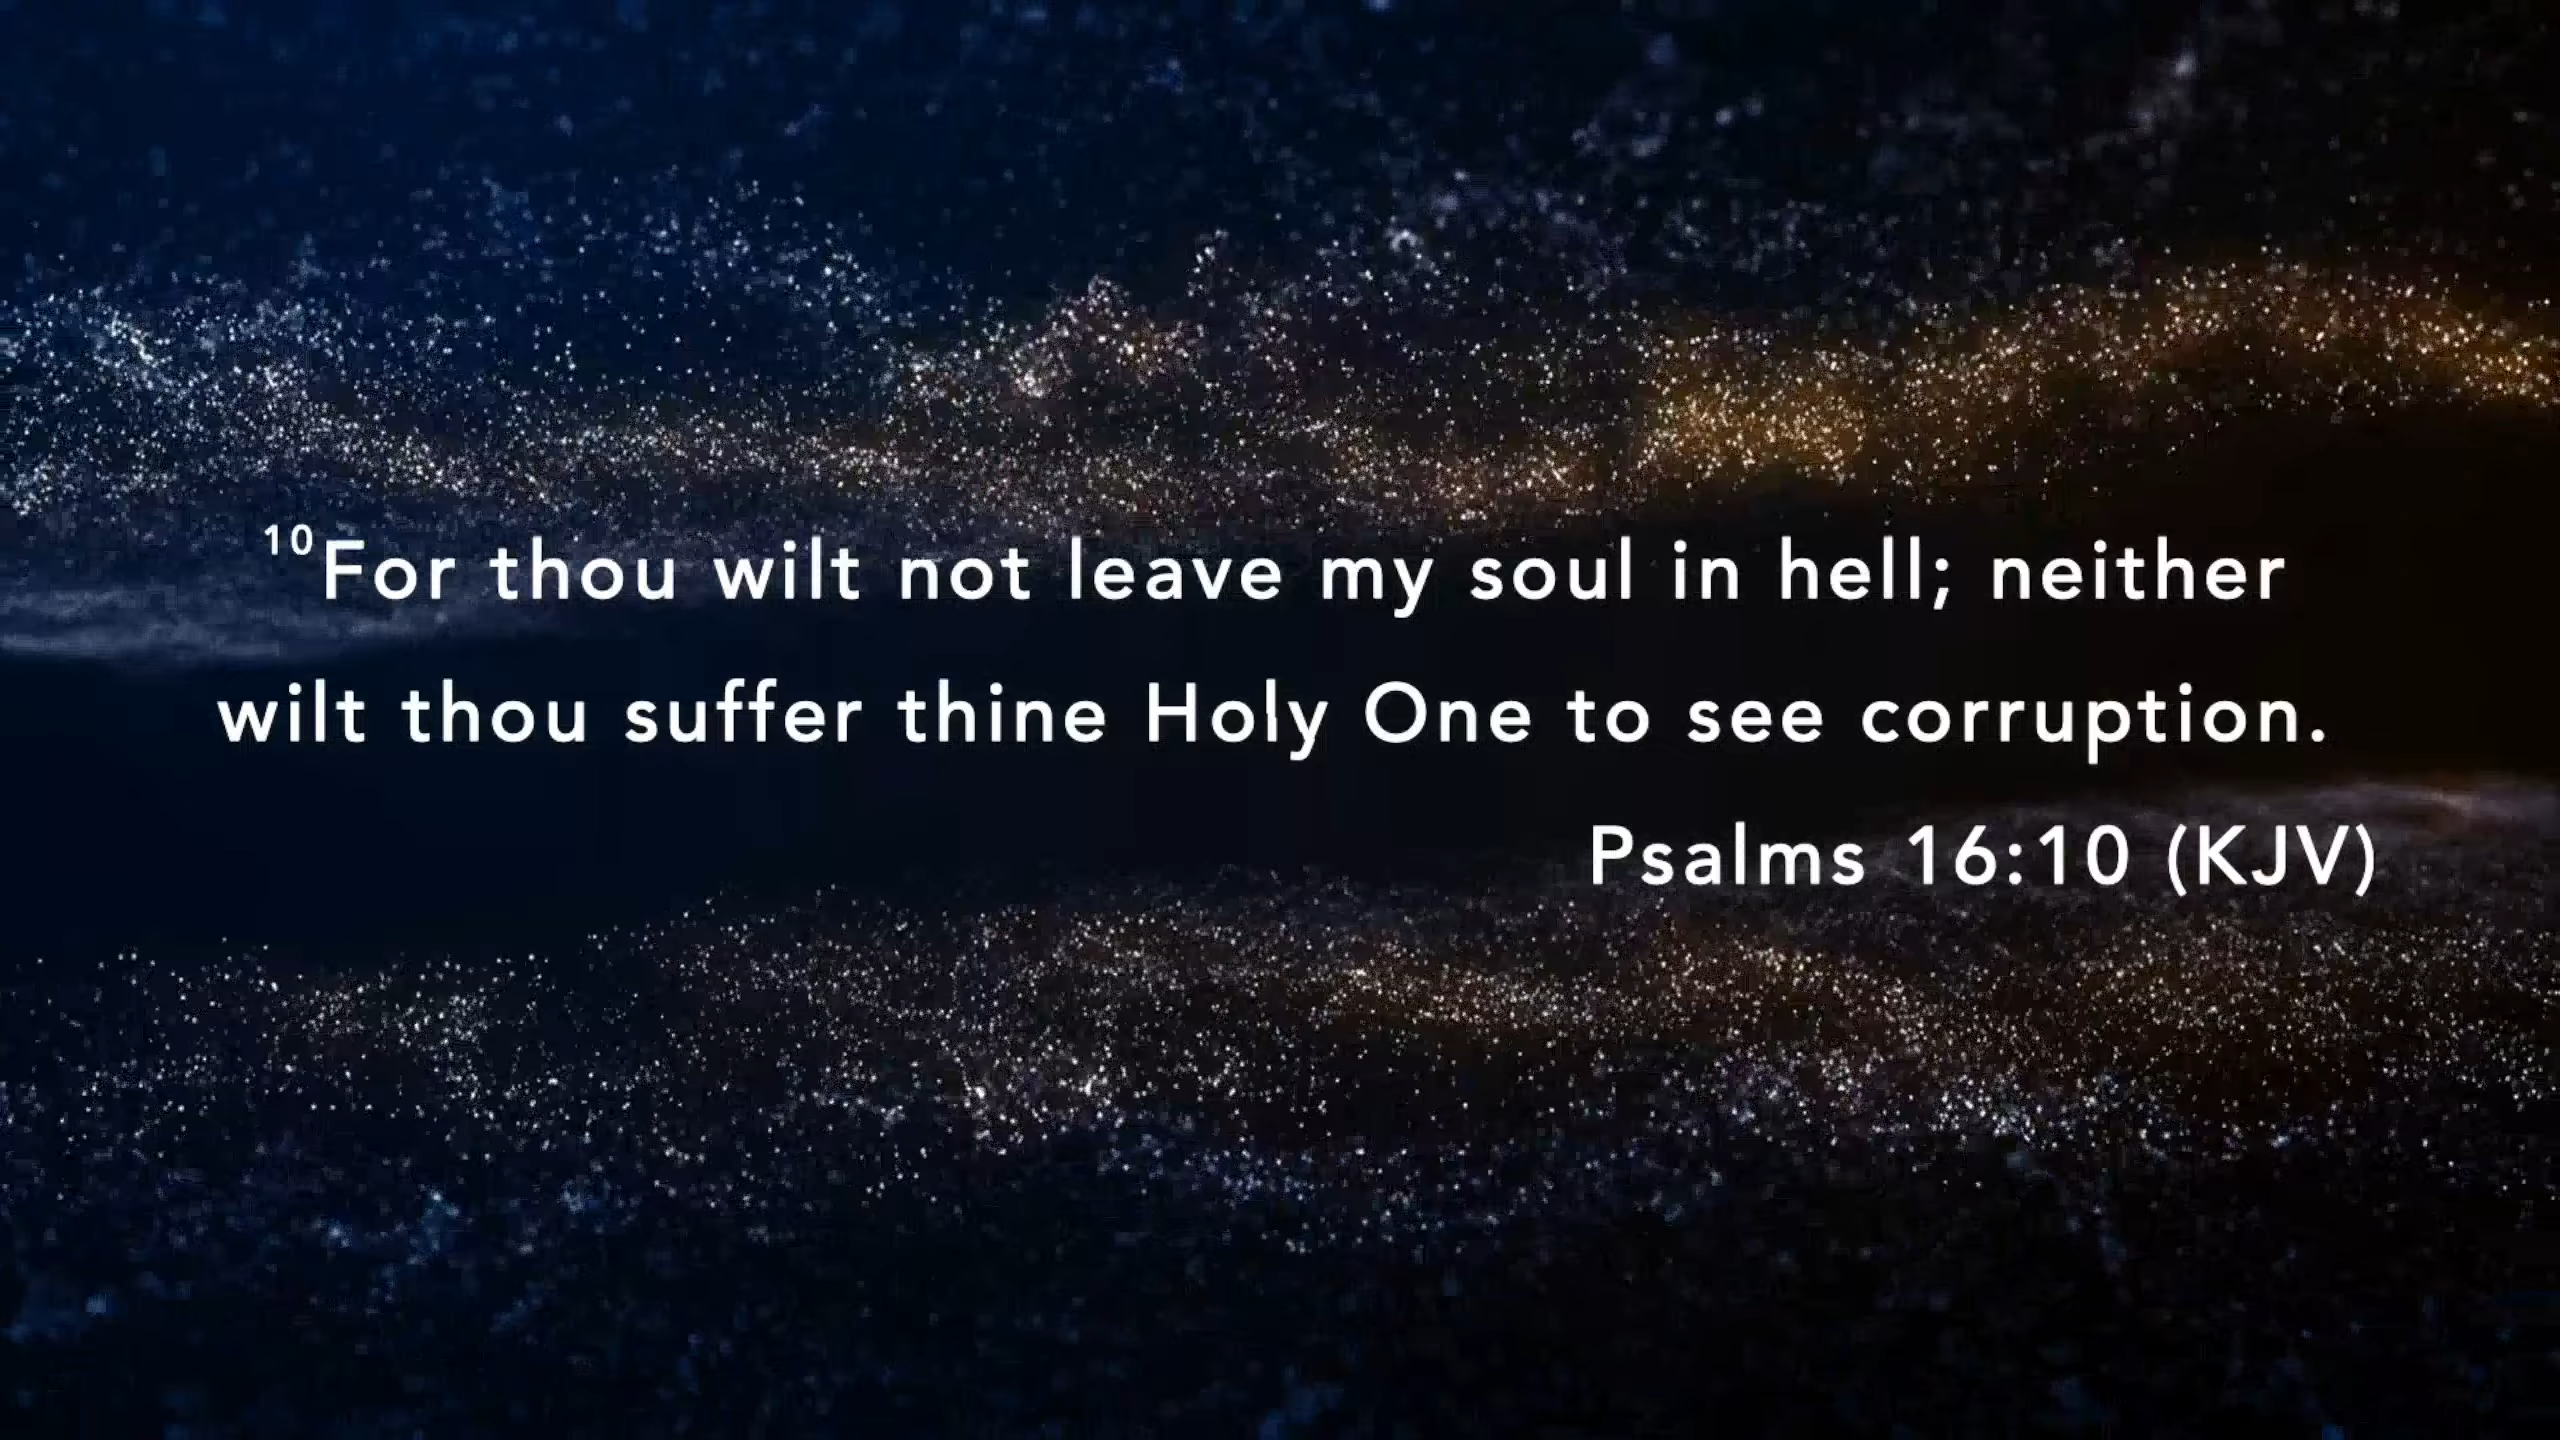 ¹⁰For thou wilt not leave my soul in hell; neither
wilt thou suffer thine Holy One to see corruption.
Psalms 16:10 (KJV)